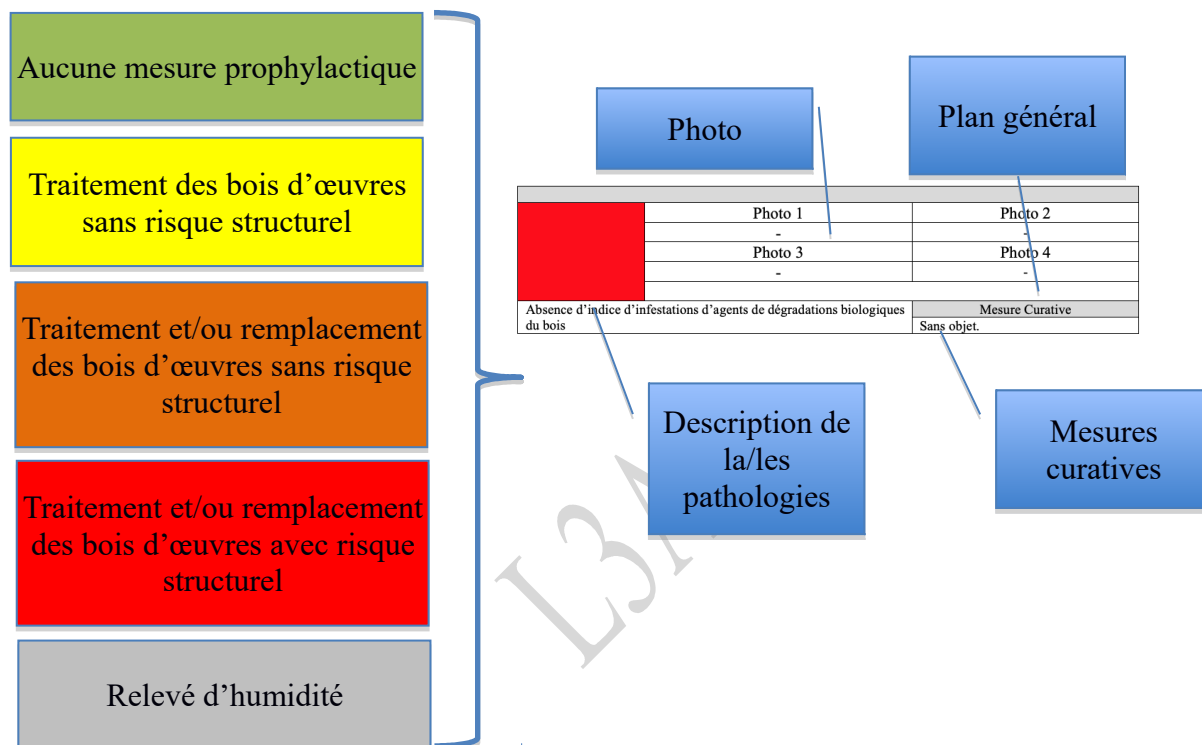 Aucune mesure prophylactique
Traitement des bois d’œuvres
sans risque structurel
Traitement et/ou remplacement
des bois d’œuvres sans risque
structurel
Traitement et/ou remplacement
des bois d’œuvres avec risque
structurel
Relevé d’humidité
Photo
Plan général
Photo 1
Photo 2
-
-
Photo 3
Photo 4
-
-
Absence d’indice d’infestations d’agents de dégradations biologiques
du bois
Mesure Curative
Sans objet.
Description de
la/les
pathologies
Mesures
curatives